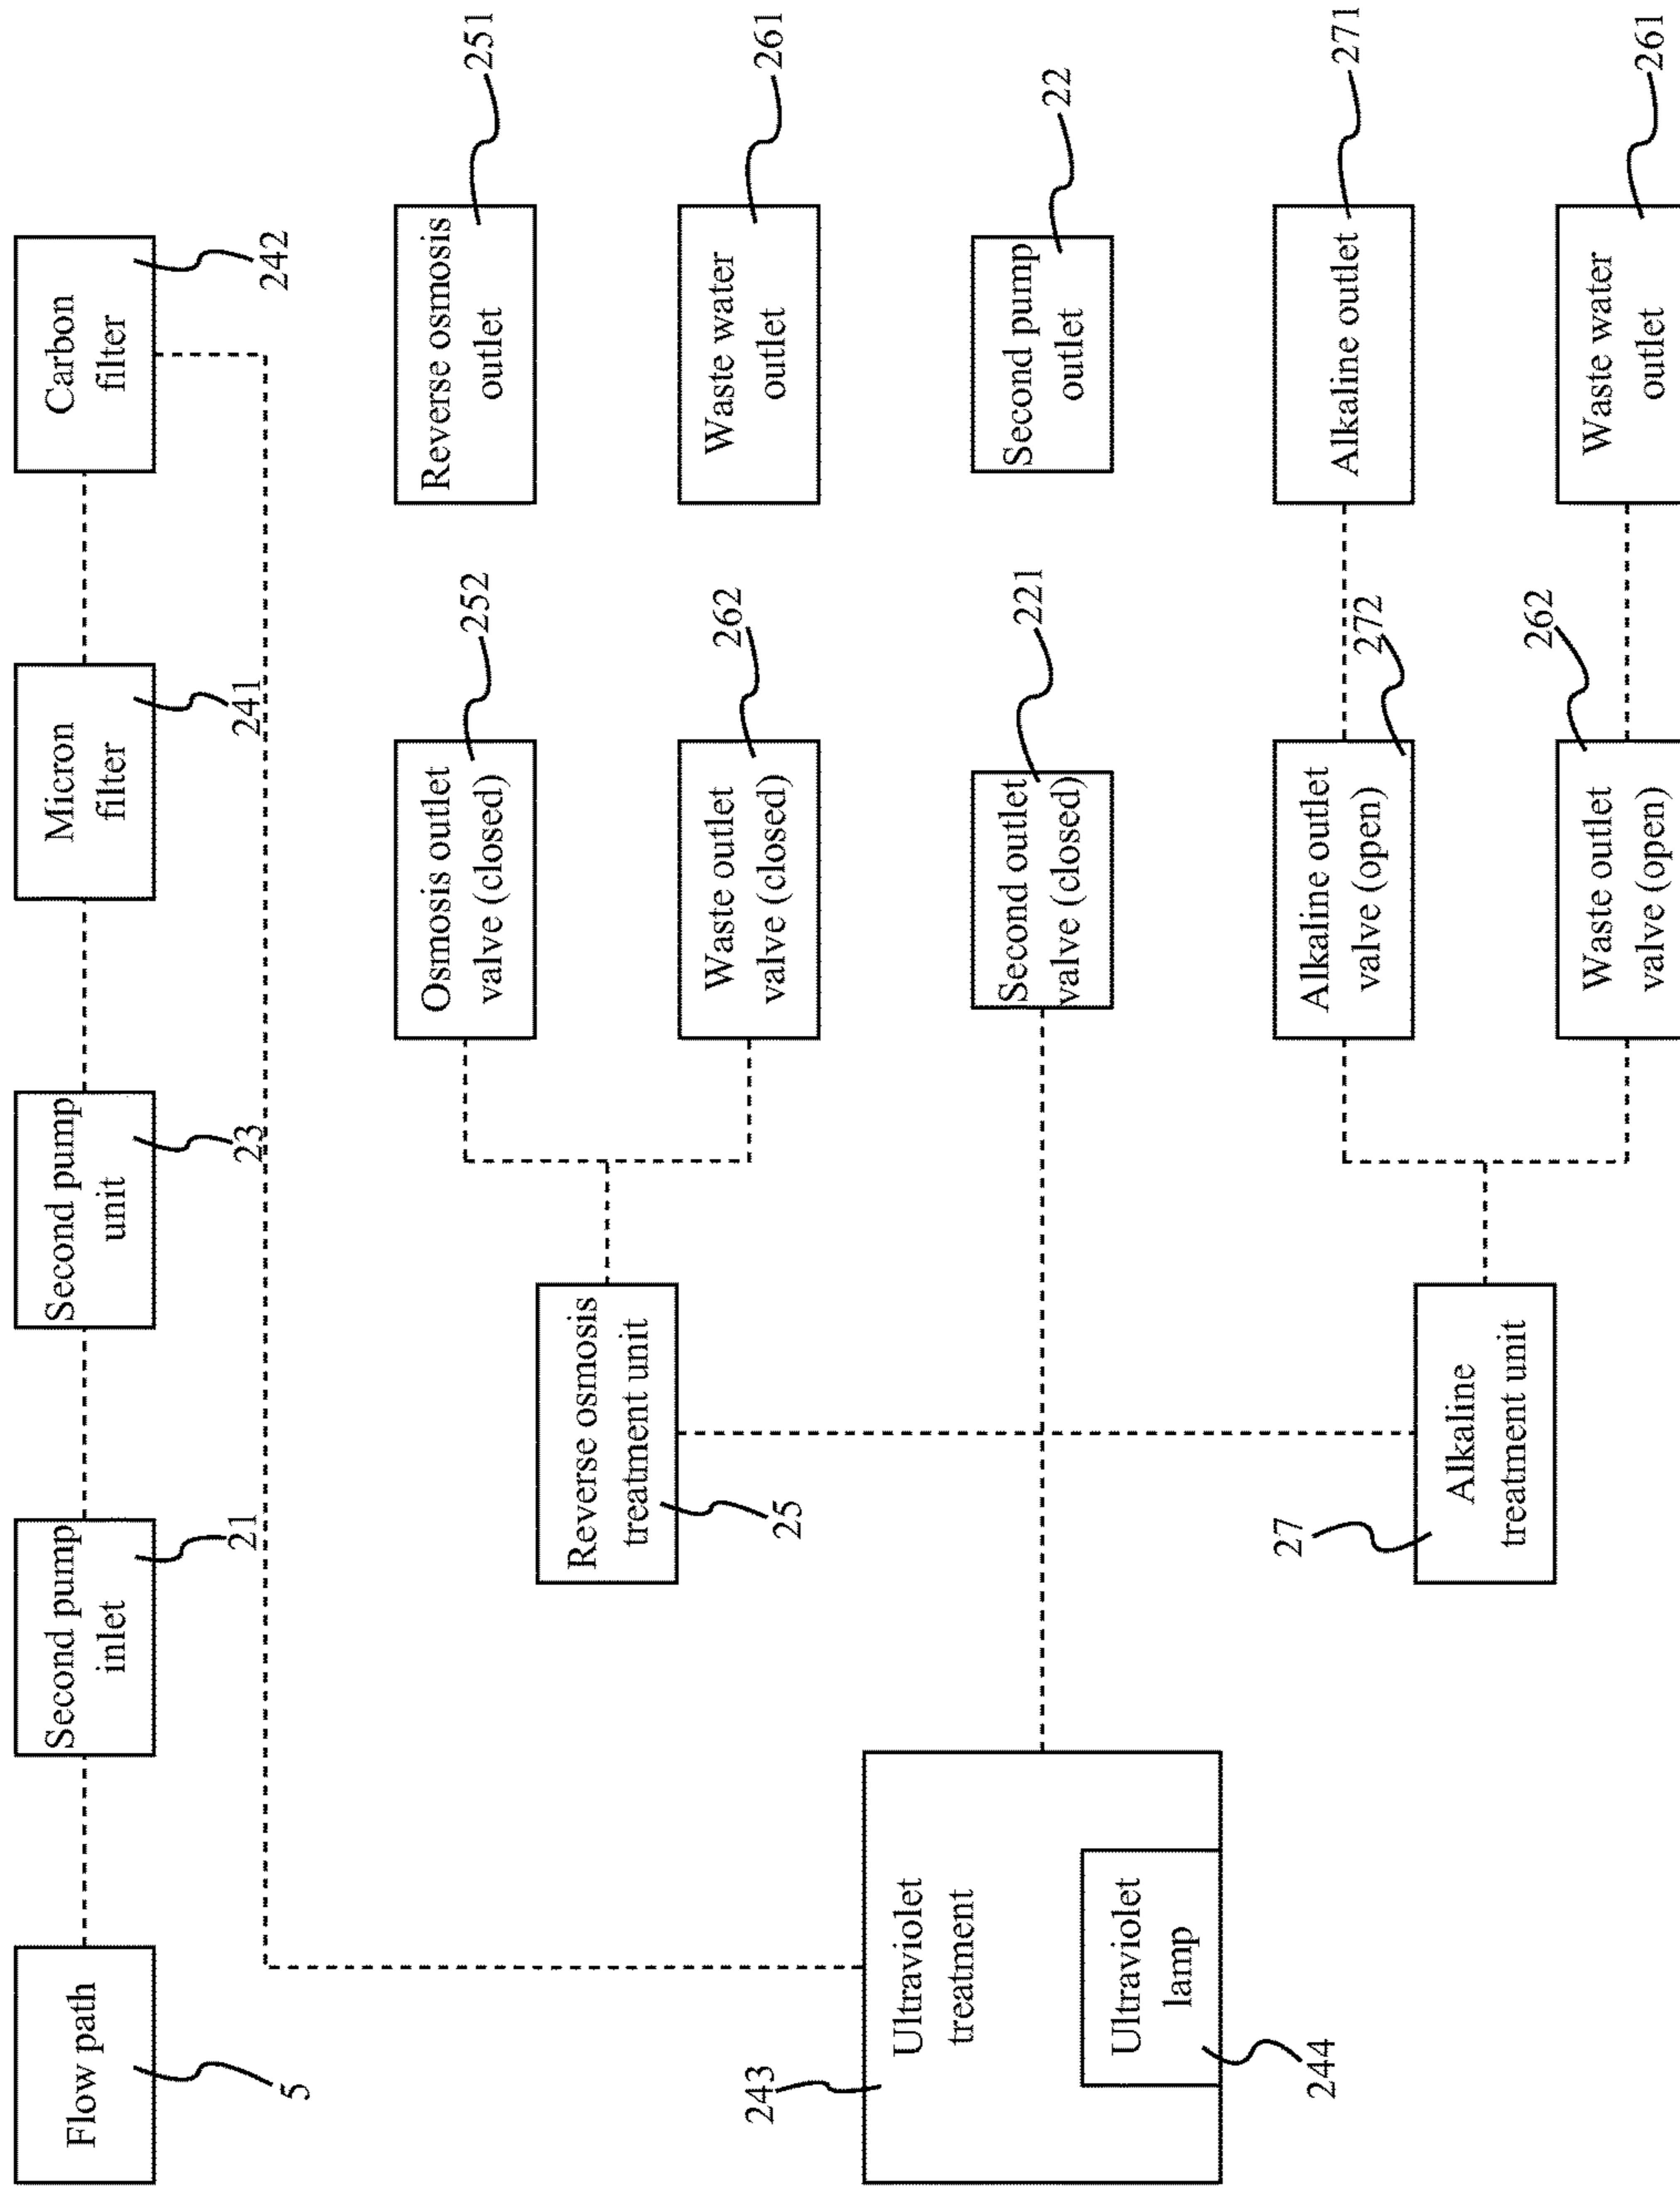 Flow path
5
Second pump
inlet
21
Second pump
unit
23
Micron
filter
241
Carbon
filter
242
Osmosis outlet
valve (closed)
252
Reverse osmosis
outlet
251
Reverse osmosis
treatment unit
25
Waste outlet
valve (closed)
262
Waste water
outlet
261
Ultraviolet
treatment
243
Ultraviolet
lamp
244
Second outlet
valve (closed)
221
Second pump
outlet
22
Alkaline
treatment unit
27
Alkaline outlet
valve (open)
272
Alkaline outlet
271
Waste outlet
valve (open)
262
Waste water
outlet
261